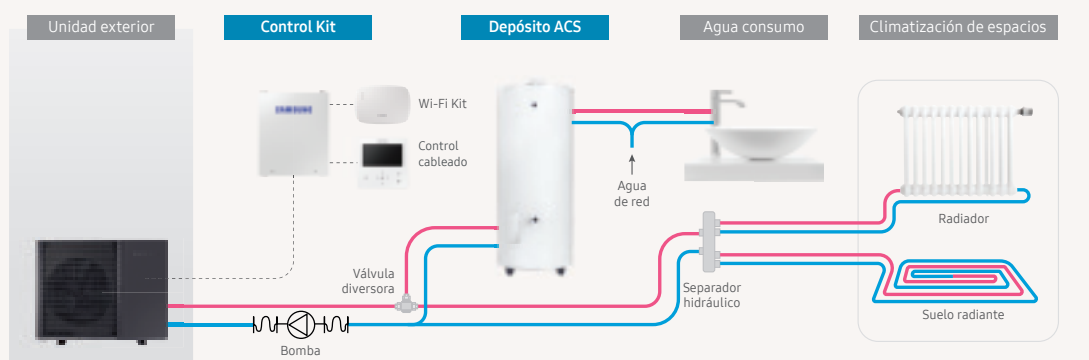 Unidad exterior
Control Kit
Depósito ACS
Agua consumo
Climatización de espacios
SAMSUNG
Wi-Fi Kit
Control
cableado
Agua
de red
Radiador
Válvula
diversora
Separador
hidráulico
Suelo radiante
Bomba